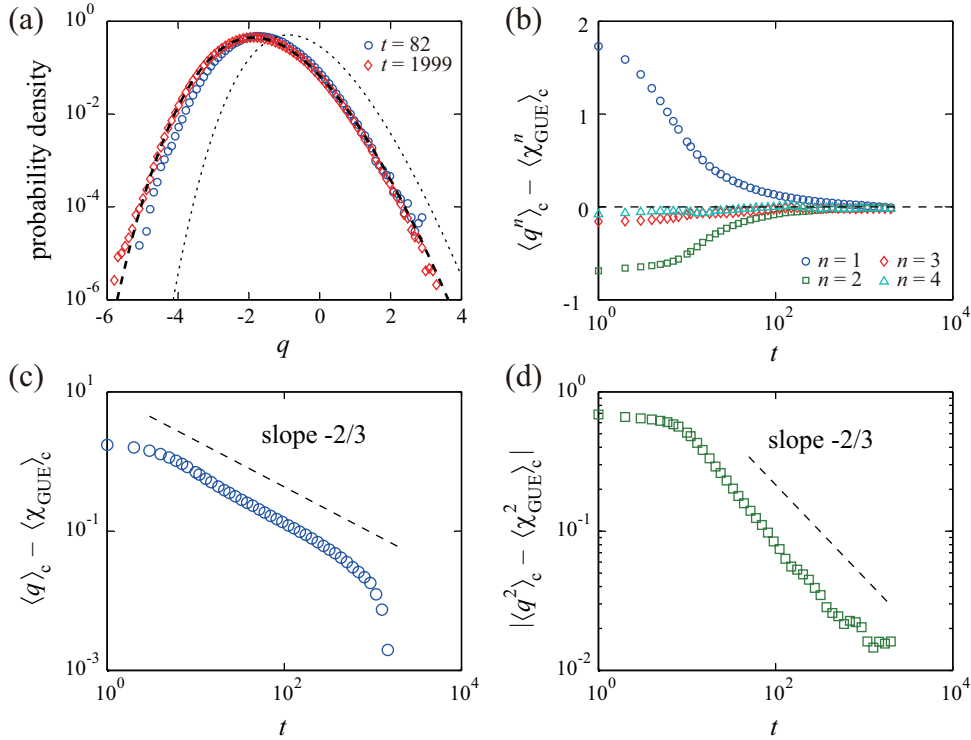 (a)
10^0
10^-2
10^-4
10^-6
probability density
t = 82
t = 1999
-6 -4 -2 0 2 4
q
(b)
2
1
0
-1
⟨q^n⟩_c − ⟨χ^n_GUE⟩_c
n = 1 n = 3
n = 2 n = 4
10^0 10^2 10^4
t
(c)
10^1
10^-1
10^-3
⟨q⟩_c − ⟨χ_GUE⟩_c
slope -2/3
10^0 10^2 10^4
t
(d)
10^0
10^-1
10^-2
|⟨q^2⟩_c − ⟨χ^2_GUE⟩_c|
slope -2/3
10^0 10^2 10^4
t